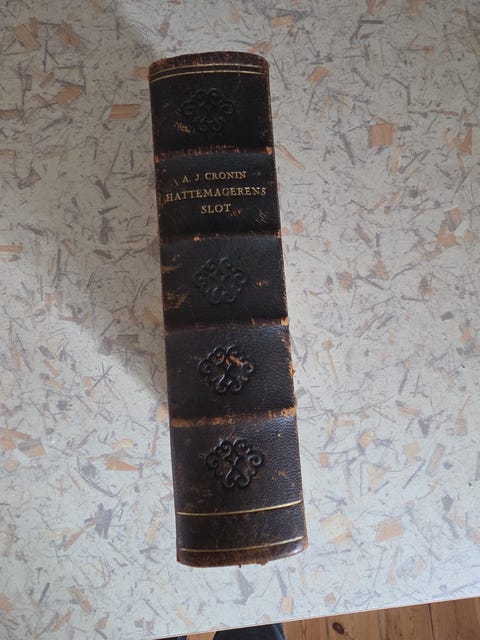 A. J. CRONIN
HATTEMAGERENS
SLOT